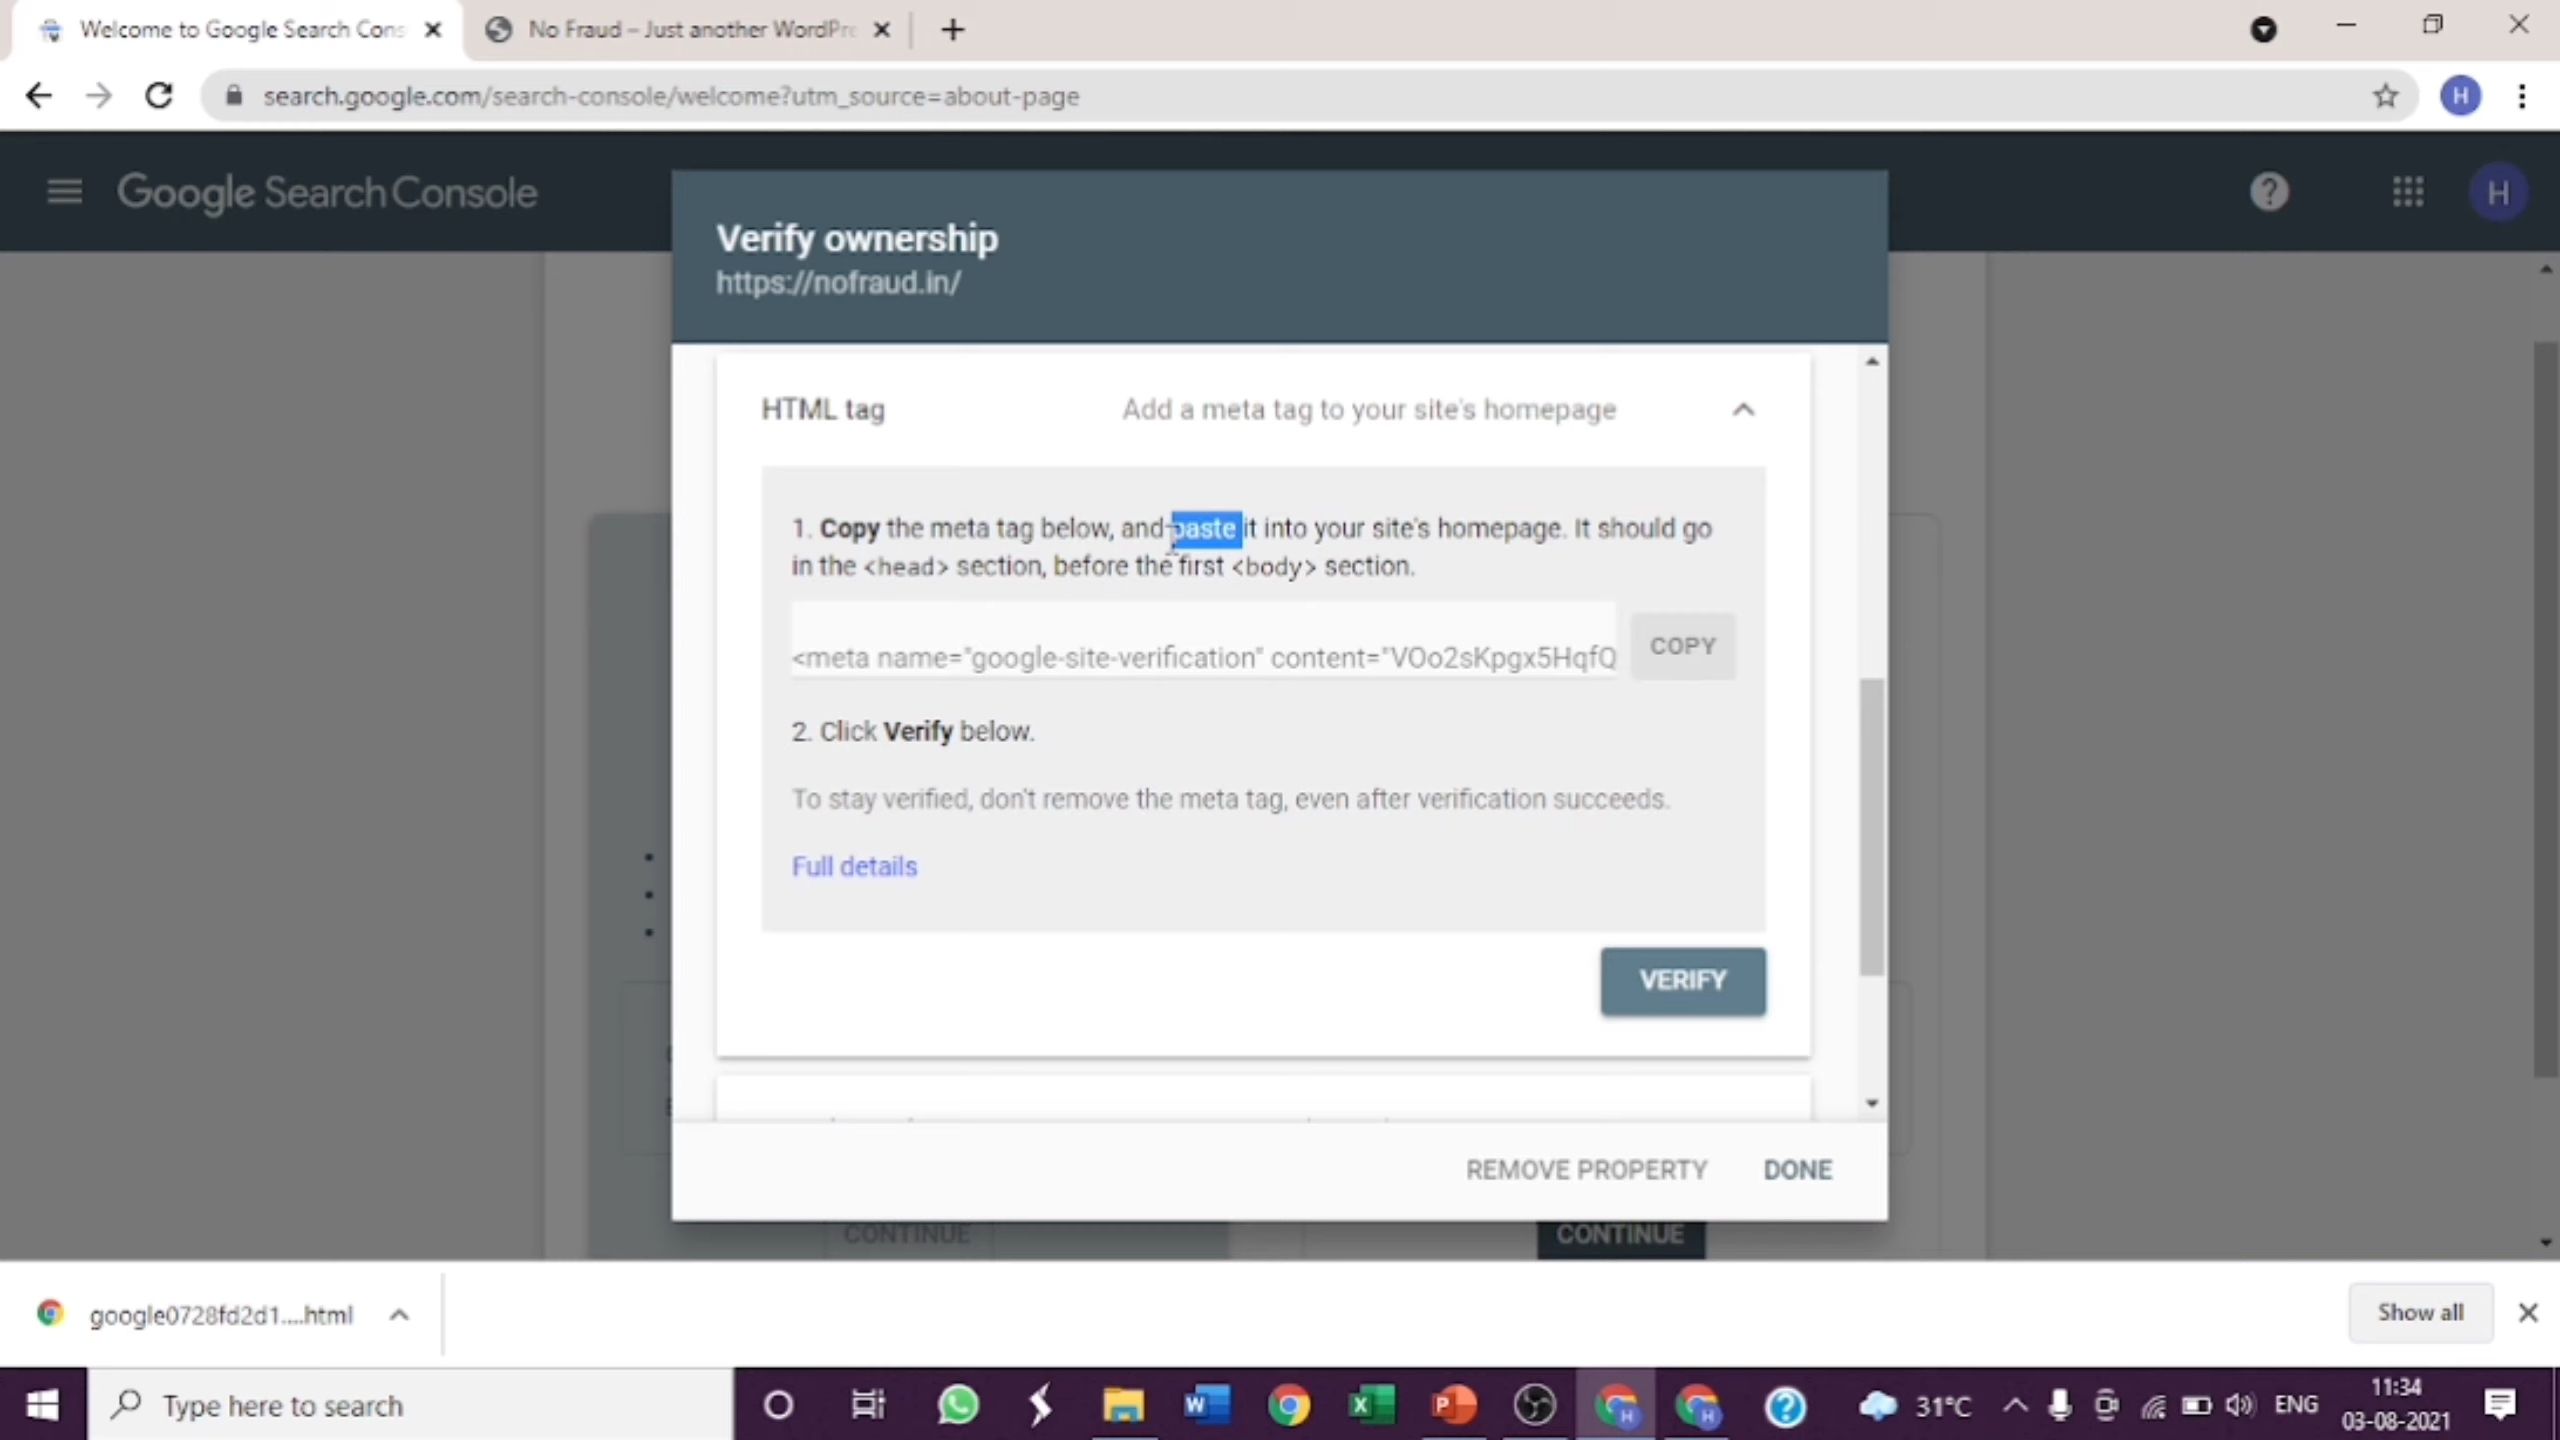 Welcome to Google Search Cons
No Fraud – Just another WordPre
search.google.com/search-console/welcome?utm_source=about-page
H
Google Search Console
H
Verify ownership
https://nofraud.in/
HTML tag
Add a meta tag to your site's homepage
1. Copy the meta tag below, and paste it into your site's homepage. It should go
in the <head> section, before the first <body> section.
<meta name="google-site-verification" content="VOo2sKpgx5HqfQ
COPY
2. Click Verify below.
To stay verified, don't remove the meta tag, even after verification succeeds.
Full details
VERIFY
REMOVE PROPERTY
DONE
CONTINUE
CONTINUE
google0728fd2d1....html
Show all
Type here to search
31°C
ENG
11:34
03-08-2021